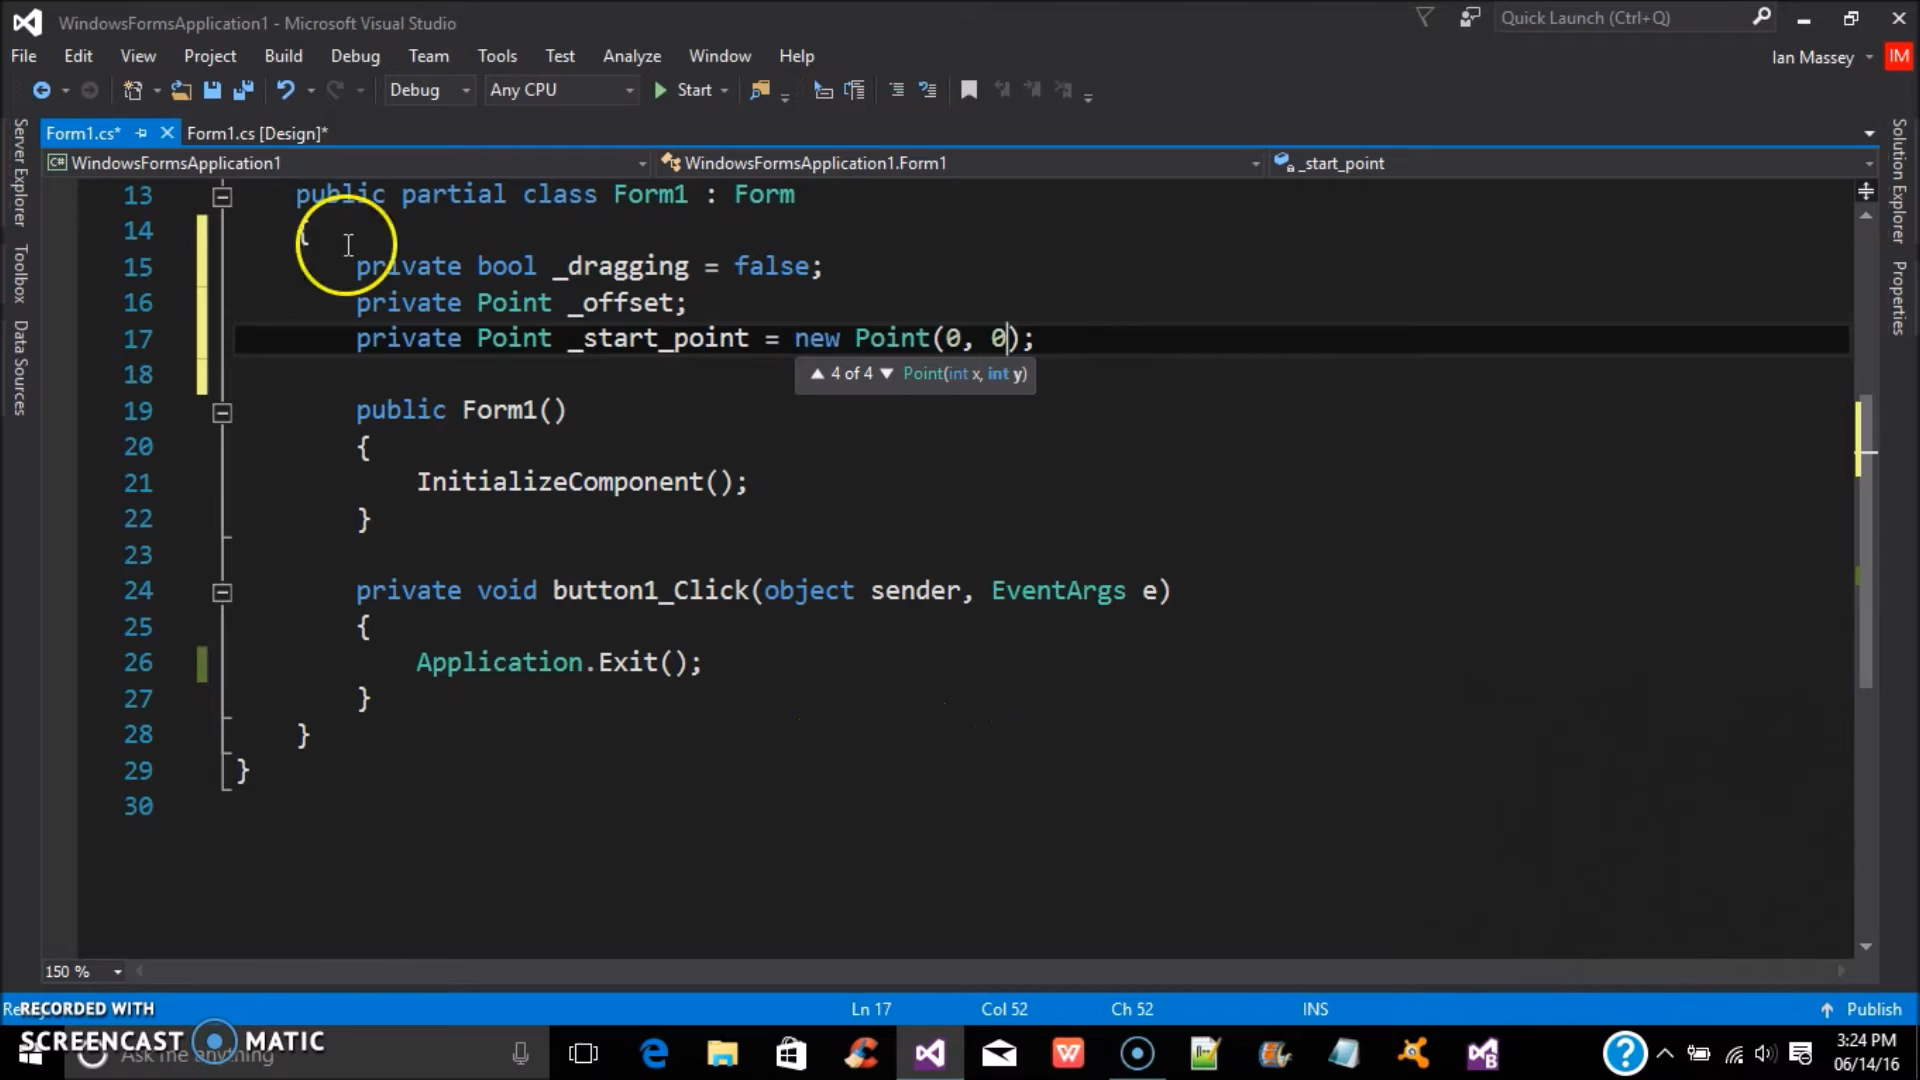 WindowsFormsApplication1 - Microsoft Visual Studio
Quick Launch (Ctrl+Q)
File Edit View Project Build Debug Team Tools Test Analyze Window Help
Ian Massey IM
Debug Any CPU Start
Form1.cs* Form1.cs [Design]*
C# WindowsFormsApplication1 WindowsFormsApplication1.Form1 _start_point
Server Explorer
Toolbox
Data Sources
Solution Explorer
Properties
13 public partial class Form1 : Form
14 {
15 private bool _dragging = false;
16 private Point _offset;
17 private Point _start_point = new Point(0, 0);
18 ▲ 4 of 4 ▼ Point(int x, int y)
19 public Form1()
20 {
21 InitializeComponent();
22 }
23
24 private void button1_Click(object sender, EventArgs e)
25 {
26 Application.Exit();
27 }
28 }
29 }
30
150 %
RECORDED WITH
Ln 17 Col 52 Ch 52 INS Publish
SCREENCAST MATIC
Ask me anything
3:24 PM
06/14/16